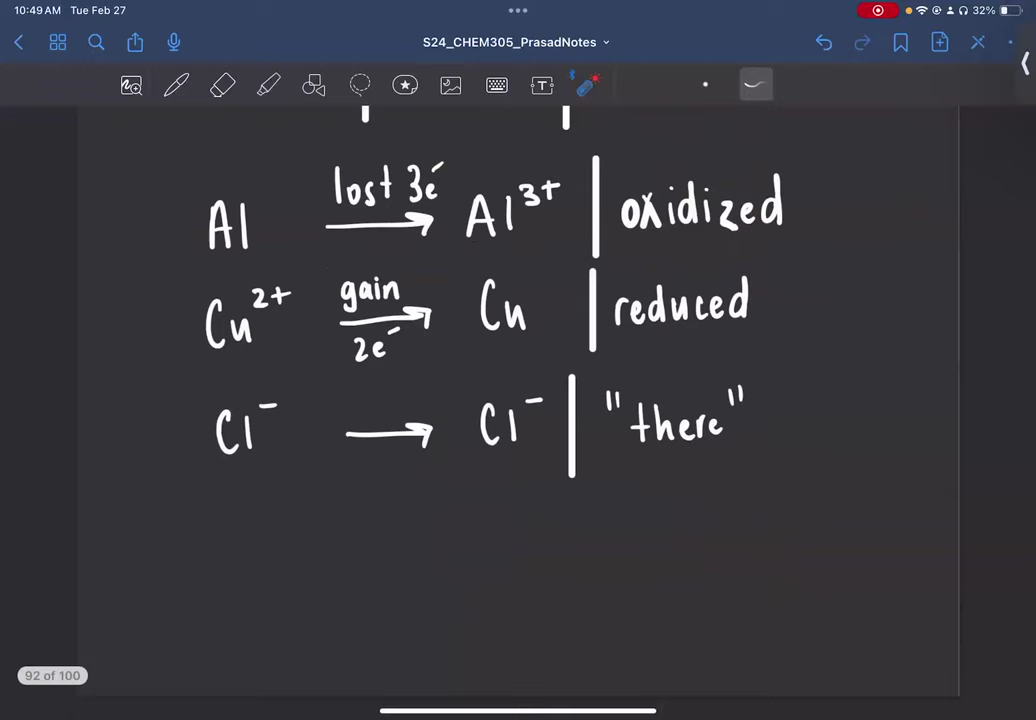 10:49 AM Tue Feb 27
32%
S24_CHEM305_PrasadNotes
Al lost 3e⁻ Al³⁺ oxidized
Cu²⁺ gain 2e⁻ Cu reduced
Cl⁻ → Cl⁻ "there"
92 of 100